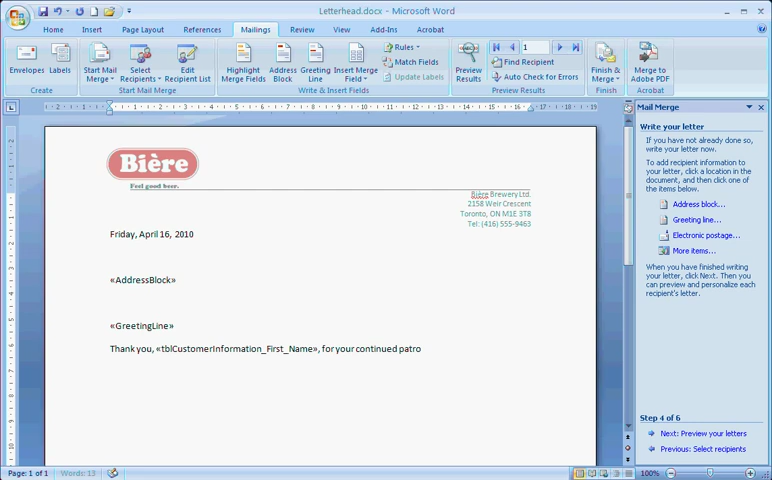 Letterhead.docx - Microsoft Word
Home Insert Page Layout References Mailings Review View Add-Ins Acrobat
Envelopes Labels
Create
Start Mail Merge
Select Recipients
Edit Recipient List
Start Mail Merge
Highlight Merge Fields
Address Block
Greeting Line
Insert Merge Field
Rules
Match Fields
Update Labels
Write & Insert Fields
Preview Results
1
Find Recipient
Auto Check for Errors
Preview Results
Finish & Merge
Finish
Merge to Adobe PDF
Acrobat
Bière
Feel good beer.
Bière Brewery Ltd.
2158 Weir Crescent
Toronto, ON M1E 3T8
Tel: (416) 555-9463
Friday, April 16, 2010
«AddressBlock»
«GreetingLine»
Thank you, «tblCustomerInformation_First_Name», for your continued patro
Mail Merge
Write your letter
If you have not already done so,
write your letter now.
To add recipient information to
your letter, click a location in the
document, and then click one of
the items below.
Address block...
Greeting line...
Electronic postage...
More items...
When you have finished writing
your letter, click Next. Then you
can preview and personalize each
recipient's letter.
Step 4 of 6
Next: Preview your letters
Previous: Select recipients
Page: 1 of 1 Words: 13 100%